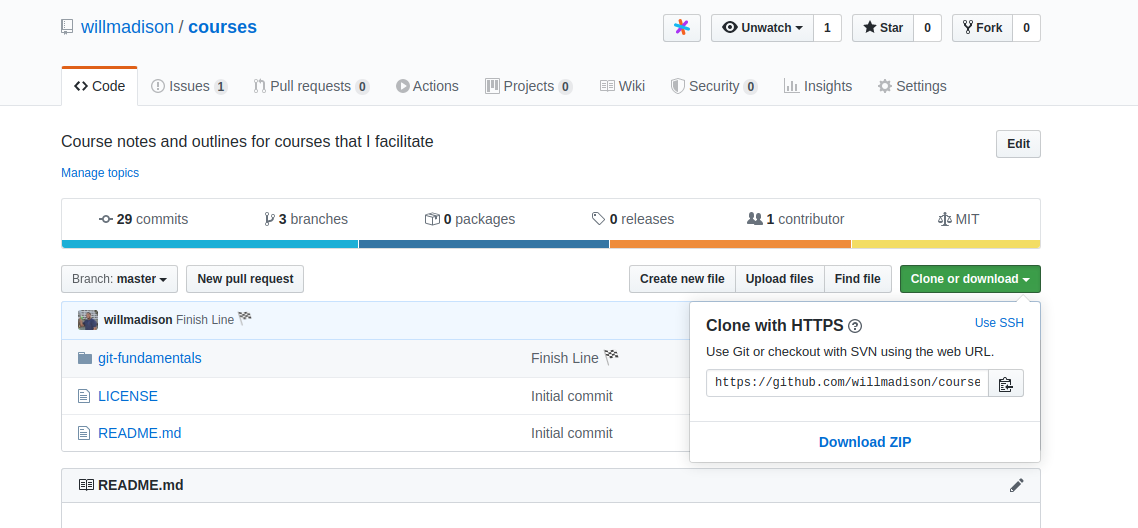 willmadison / courses
Unwatch 1 Star 0 Fork 0
Code Issues 1 Pull requests 0 Actions Projects 0 Wiki Security 0 Insights Settings
Course notes and outlines for courses that I facilitate Edit
Manage topics
29 commits 3 branches 0 packages 0 releases 1 contributor MIT
Branch: master New pull request Create new file Upload files Find file Clone or download
willmadison Finish Line
git-fundamentals Finish Line
LICENSE Initial commit
README.md Initial commit
Clone with HTTPS ? Use SSH
Use Git or checkout with SVN using the web URL.
https://github.com/willmadison/course
Download ZIP
README.md